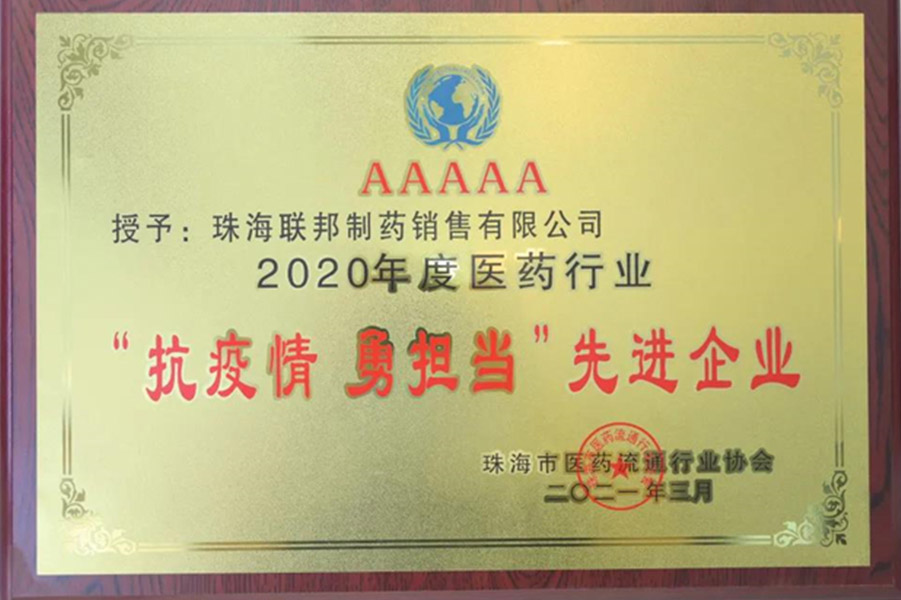 AAAAA
授予：珠海联邦制药销售有限公司
2020年度医药行业
“抗疫情 勇担当”先进企业
珠海市医药流通行业协会
二〇二一年三月